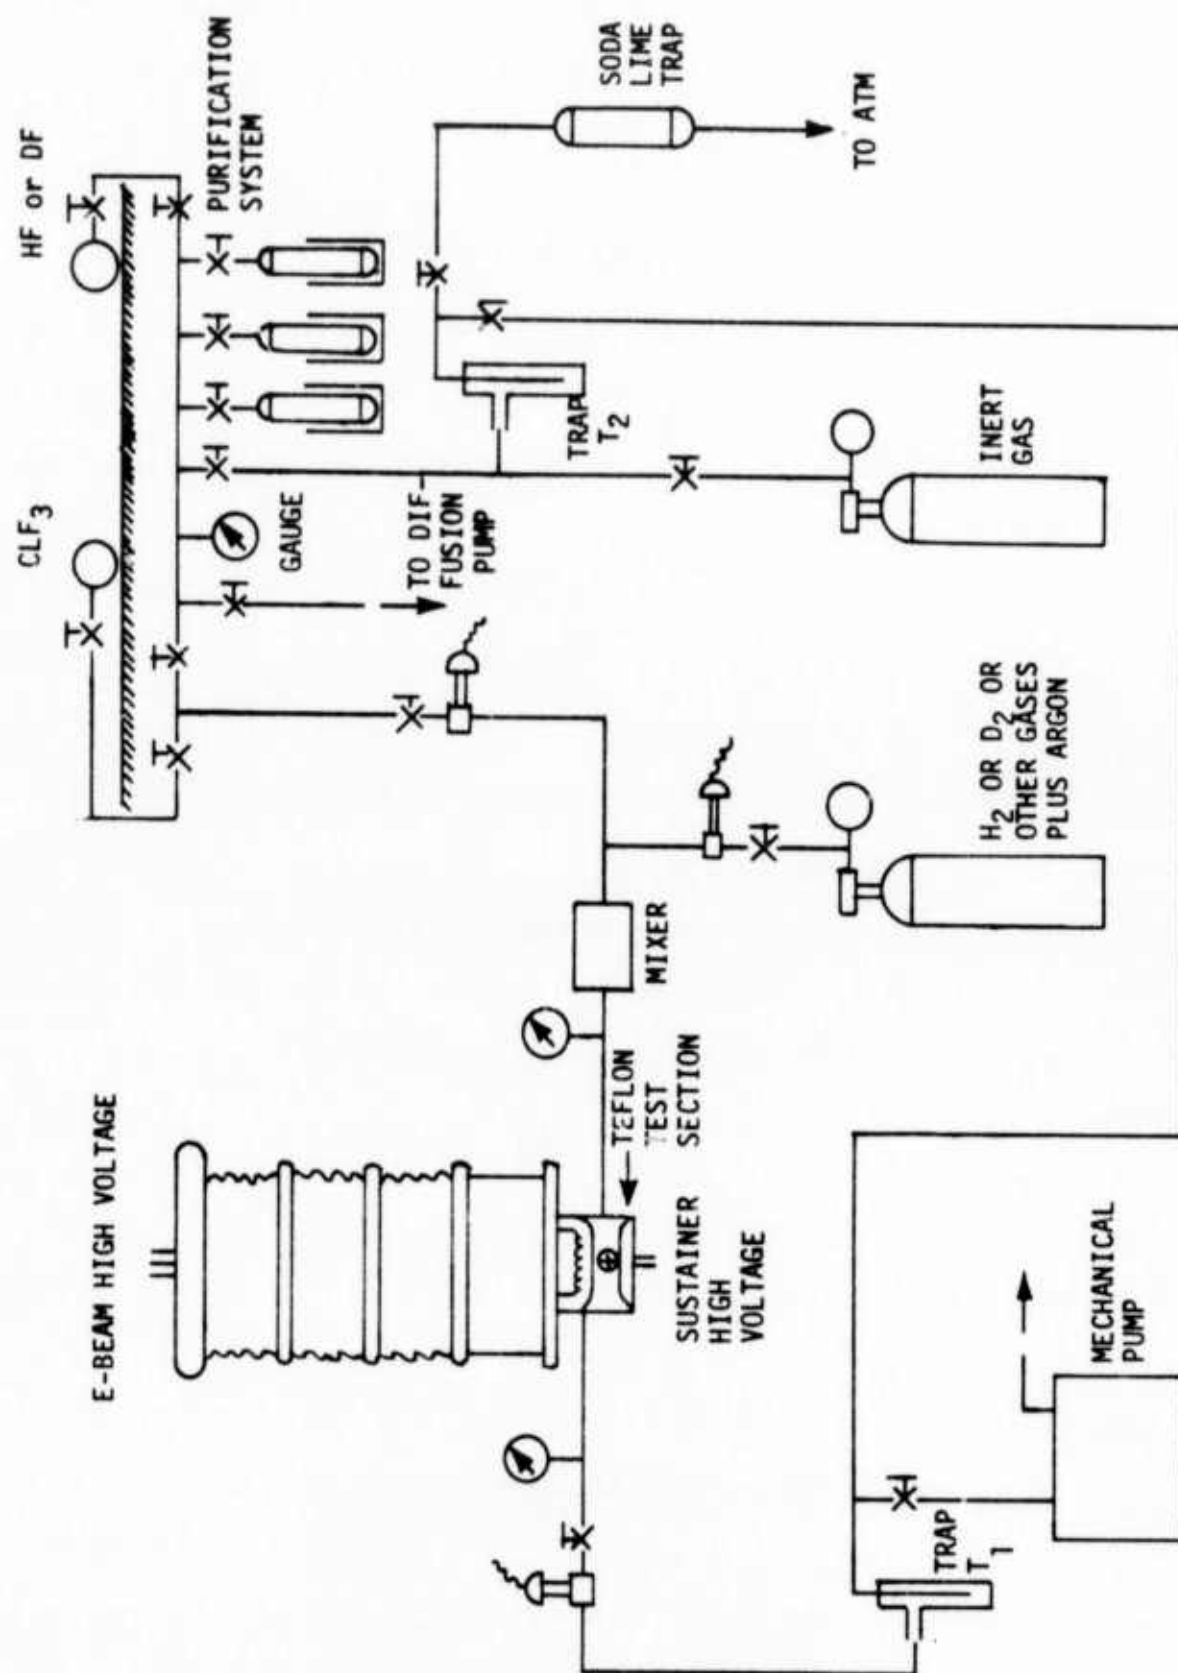 E-BEAM HIGH VOLTAGE
CLF3
HF or DF
PURIFICATION
SYSTEM
GAUGE
TO DIF
FUSION
PUMP
TRAP
T2
SODA
LIME
TRAP
TO ATM
MIXER
TEFLON
TEST
SECTION
SUSTAINER
HIGH
VOLTAGE
H2 OR D2 OR
OTHER GASES
PLUS ARGON
INERT
GAS
TRAP
T1
MECHANICAL
PUMP